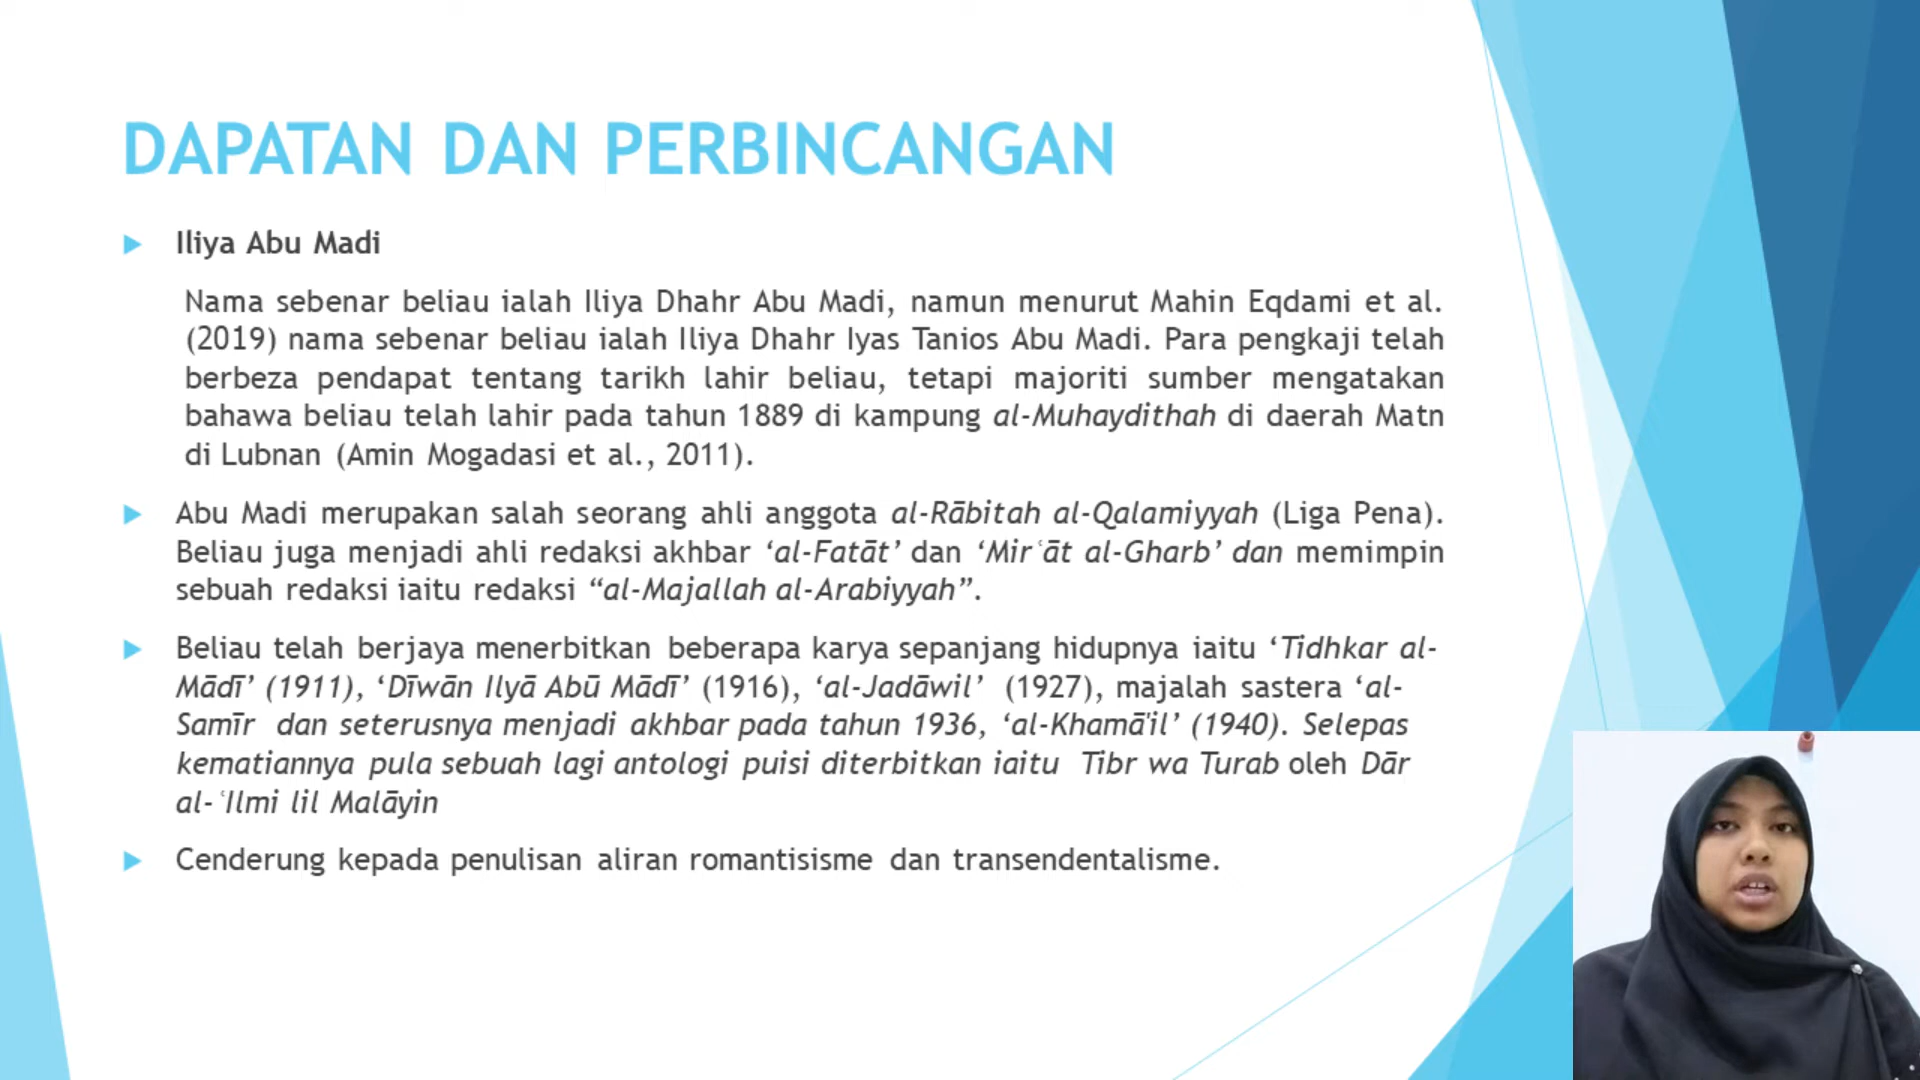 DAPATAN DAN PERBINCANGAN
Iliya Abu Madi
Nama sebenar beliau ialah Iliya Dhahr Abu Madi, namun menurut Mahin Eqdami et al.
(2019) nama sebenar beliau ialah Iliya Dhahr Iyas Tanios Abu Madi. Para pengkaji telah
berbeza pendapat tentang tarikh lahir beliau, tetapi majoriti sumber mengatakan
bahawa beliau telah lahir pada tahun 1889 di kampung al-Muhaydithah di daerah Matn
di Lubnan (Amin Mogadasi et al., 2011).
Abu Madi merupakan salah seorang ahli anggota al-Rābitah al-Qalamiyyah (Liga Pena).
Beliau juga menjadi ahli redaksi akhbar ‘al-Fatāt’ dan ‘Mirʿāt al-Gharb’ dan memimpin
sebuah redaksi iaitu redaksi “al-Majallah al-Arabiyyah”.
Beliau telah berjaya menerbitkan beberapa karya sepanjang hidupnya iaitu ‘Tidhkar al-
Mādī’ (1911), ‘Dīwān Ilyā Abū Mādī’ (1916), ‘al-Jadāwil’ (1927), majalah sastera ‘al-
Samīr dan seterusnya menjadi akhbar pada tahun 1936, ‘al-Khamā'il’ (1940). Selepas
kematiannya pula sebuah lagi antologi puisi diterbitkan iaitu Tibr wa Turab oleh Dār
al-ʿIlmi lil Malāyin
Cenderung kepada penulisan aliran romantisisme dan transendentalisme.